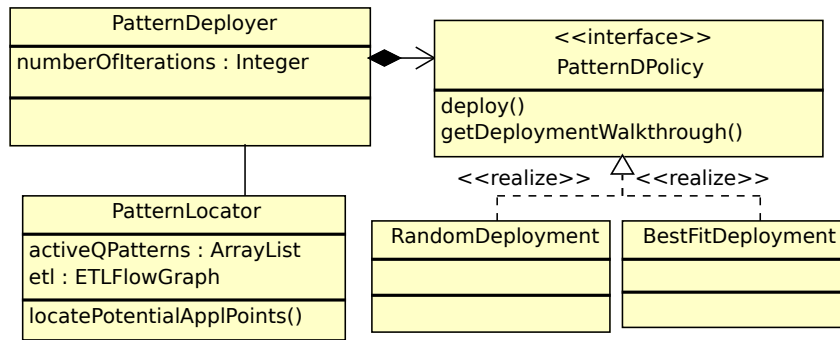 PatternDeployer
numberOfIterations : Integer
<<interface>>
PatternDPolicy
deploy()
getDeploymentWalkthrough()
<<realize>>
<<realize>>
PatternLocator
activeQPatterns : ArrayList
etl : ETLFlowGraph
locatePotentialApplPoints()
RandomDeployment
BestFitDeployment